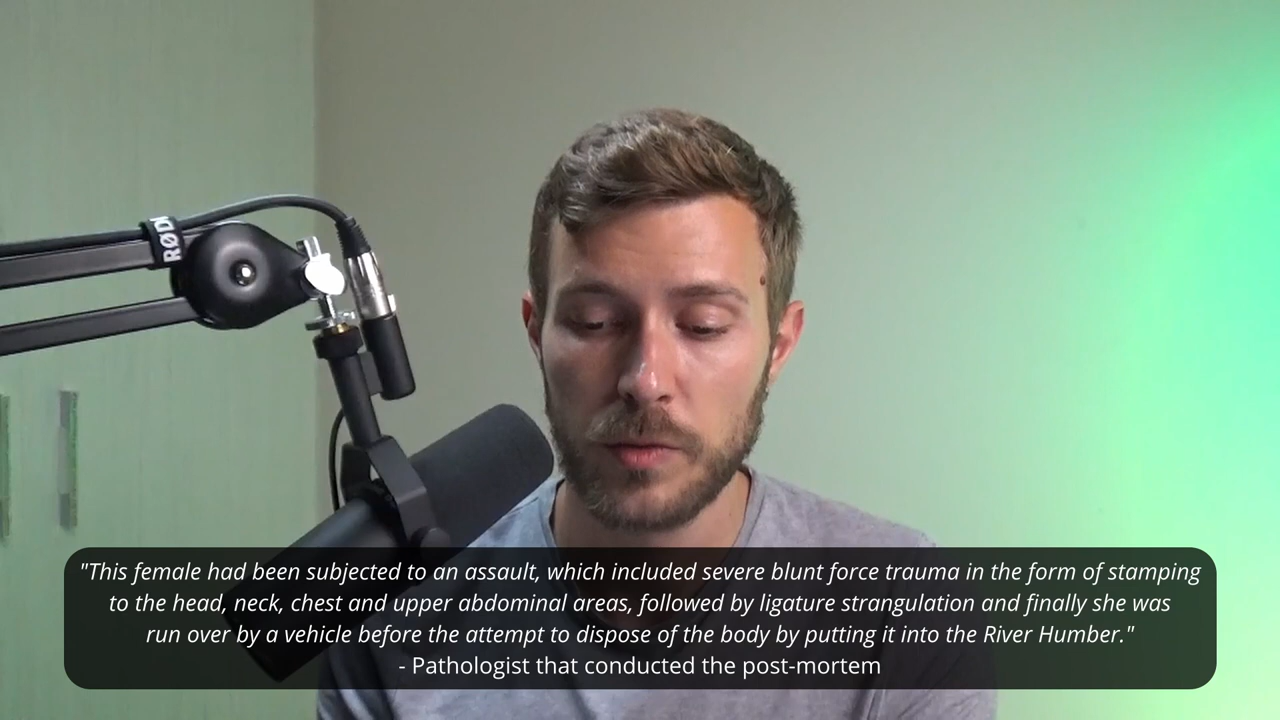 RØD
"This female had been subjected to an assault, which included severe blunt force trauma in the form of stamping
to the head, neck, chest and upper abdominal areas, followed by ligature strangulation and finally she was
run over by a vehicle before the attempt to dispose of the body by putting it into the River Humber."
- Pathologist that conducted the post-mortem